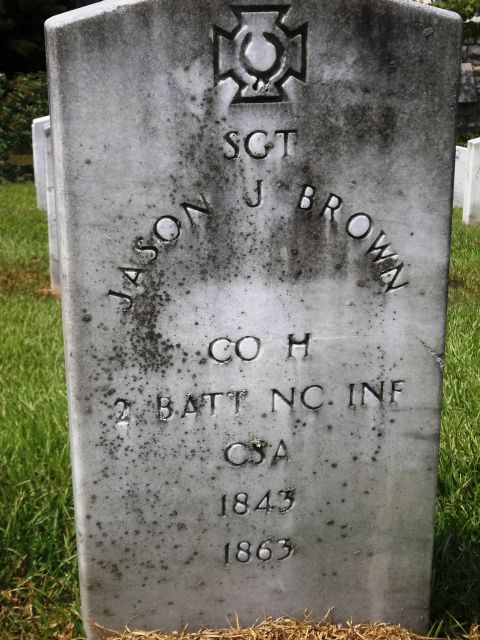 SGT
JASON J BROWN
CO H
2 BATT NC INF
CSA
1843
1863